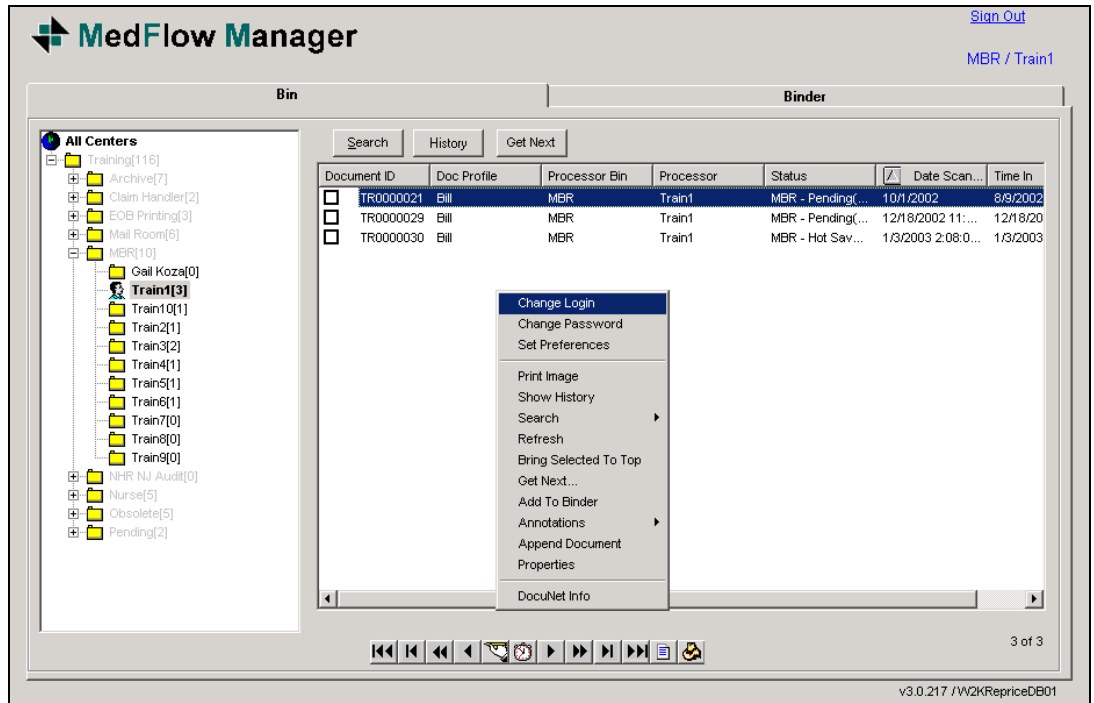 Sign Out
MedFlow Manager
MBR / Train1
Bin Binder
All Centers
Training[116]
Archive[7]
Claim Handler[2]
EOB Printing[3]
Mail Room[6]
MBR[10]
Gail Koza[0]
Train1[3]
Train10[1]
Train2[1]
Train3[2]
Train4[1]
Train5[1]
Train6[1]
Train7[0]
Train8[0]
Train9[0]
NHR NJ Audit[0]
Nurse[5]
Obsolete[5]
Pending[2]
Search History Get Next
Document ID Doc Profile Processor Bin Processor Status Date Scan... Time In
TR0000021 Bill MBR Train1 MBR - Pending(... 10/1/2002 8/9/2002
TR0000029 Bill MBR Train1 MBR - Pending(... 12/18/2002 11:... 12/18/20
TR0000030 Bill MBR Train1 MBR - Hot Sav... 1/3/2003 2:08:0... 1/3/2003
Change Login
Change Password
Set Preferences
Print Image
Show History
Search
Refresh
Bring Selected To Top
Get Next...
Add To Binder
Annotations
Append Document
Properties
DocuNet Info
3 of 3
v3.0.217 / W2KRepriceDB01